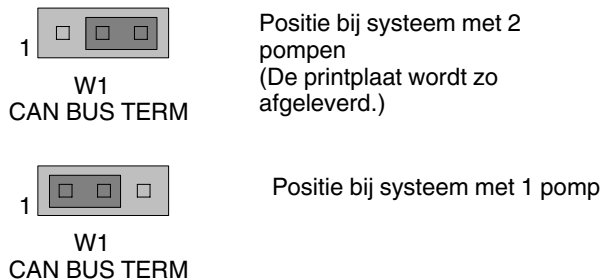 1
W1
CAN BUS TERM
Positie bij systeem met 2
pompen
(De printplaat wordt zo
afgeleverd.)
1
W1
CAN BUS TERM
Positie bij systeem met 1 pomp